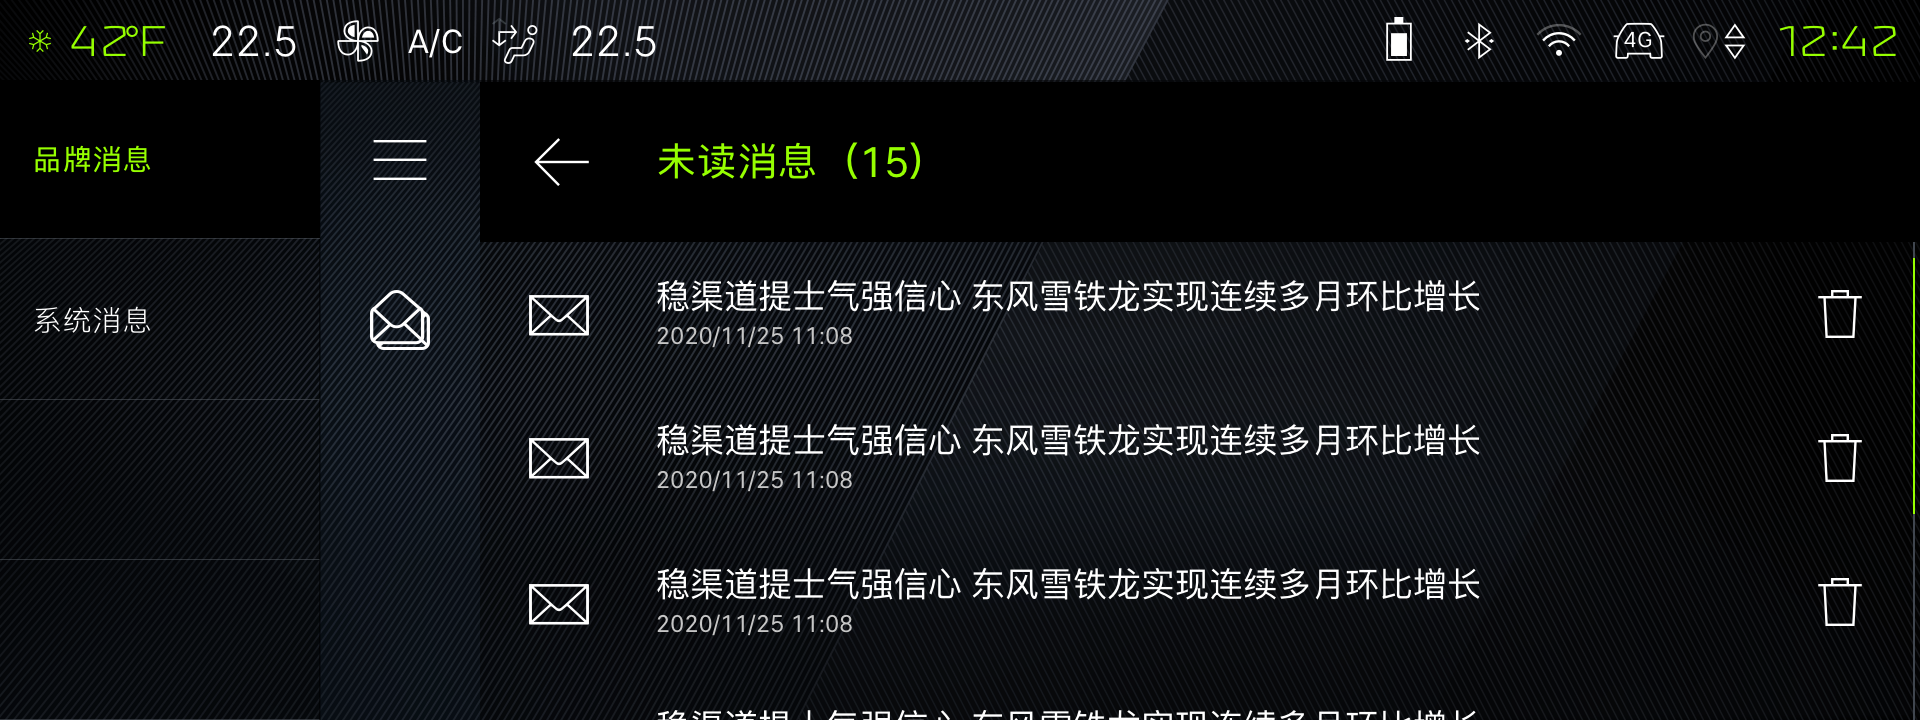 42°F 22.5 A/C 22.5 4G 12:42
品牌消息
未读消息（15）
系统消息
稳渠道提士气强信心 东风雪铁龙实现连续多月环比增长
2020/11/25 11:08
稳渠道提士气强信心 东风雪铁龙实现连续多月环比增长
2020/11/25 11:08
稳渠道提士气强信心 东风雪铁龙实现连续多月环比增长
2020/11/25 11:08